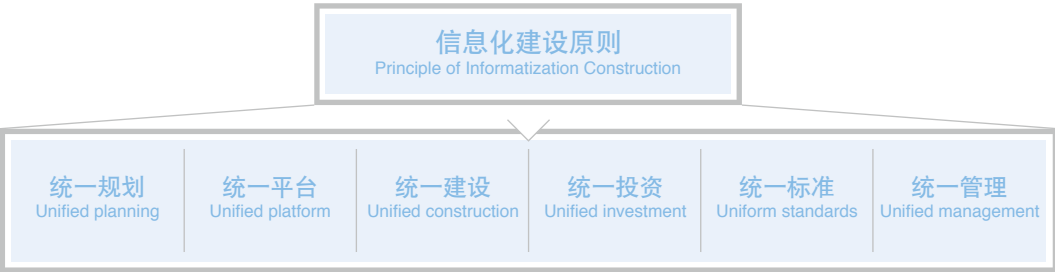 信息化建设原则
Principle of Informatization Construction
统一规划
Unified planning
统一平台
Unified platform
统一建设
Unified construction
统一投资
Unified investment
统一标准
Uniform standards
统一管理
Unified management